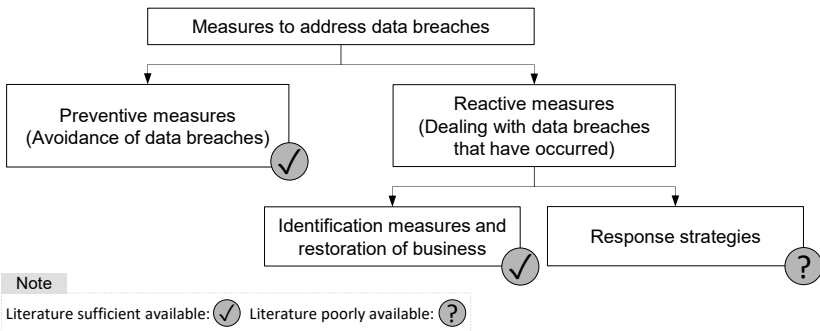 Measures to address data breaches
Preventive measures
(Avoidance of data breaches)
✓
Reactive measures
(Dealing with data breaches
that have occurred)
Identification measures and
restoration of business
✓
Response strategies
?
Note
Literature sufficient available: ✓ Literature poorly available: ?